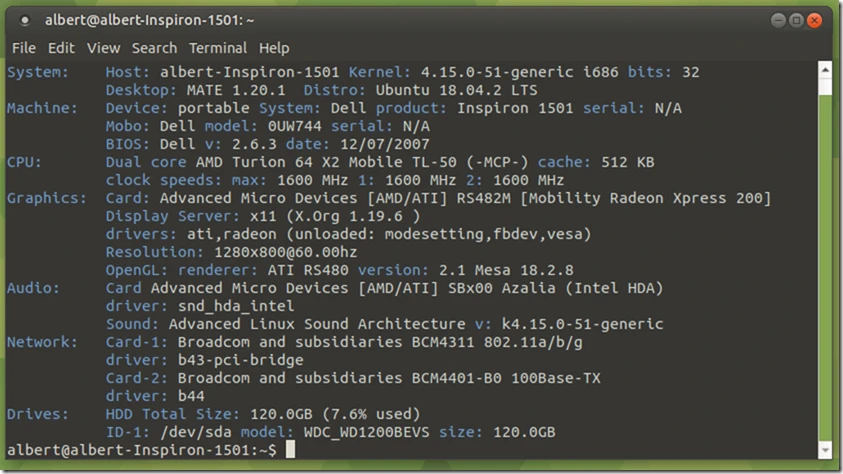 albert@albert-Inspiron-1501: ~
File Edit View Search Terminal Help
System: Host: albert-Inspiron-1501 Kernel: 4.15.0-51-generic i686 bits: 32
Desktop: MATE 1.20.1 Distro: Ubuntu 18.04.2 LTS
Machine: Device: portable System: Dell product: Inspiron 1501 serial: N/A
Mobo: Dell model: 0UW744 serial: N/A
BIOS: Dell v: 2.6.3 date: 12/07/2007
CPU: Dual core AMD Turion 64 X2 Mobile TL-50 (-MCP-) cache: 512 KB
clock speeds: max: 1600 MHz 1: 1600 MHz 2: 1600 MHz
Graphics: Card: Advanced Micro Devices [AMD/ATI] RS482M [Mobility Radeon Xpress 200]
Display Server: x11 (X.Org 1.19.6 )
drivers: ati,radeon (unloaded: modesetting,fbdev,vesa)
Resolution: 1280x800@60.00hz
OpenGL: renderer: ATI RS480 version: 2.1 Mesa 18.2.8
Audio: Card Advanced Micro Devices [AMD/ATI] SBx00 Azalia (Intel HDA)
driver: snd_hda_intel
Sound: Advanced Linux Sound Architecture v: k4.15.0-51-generic
Network: Card-1: Broadcom and subsidiaries BCM4311 802.11a/b/g
driver: b43-pci-bridge
Card-2: Broadcom and subsidiaries BCM4401-B0 100Base-TX
driver: b44
Drives: HDD Total Size: 120.0GB (7.6% used)
ID-1: /dev/sda model: WDC_WD1200BEVS size: 120.0GB
albert@albert-Inspiron-1501:~$